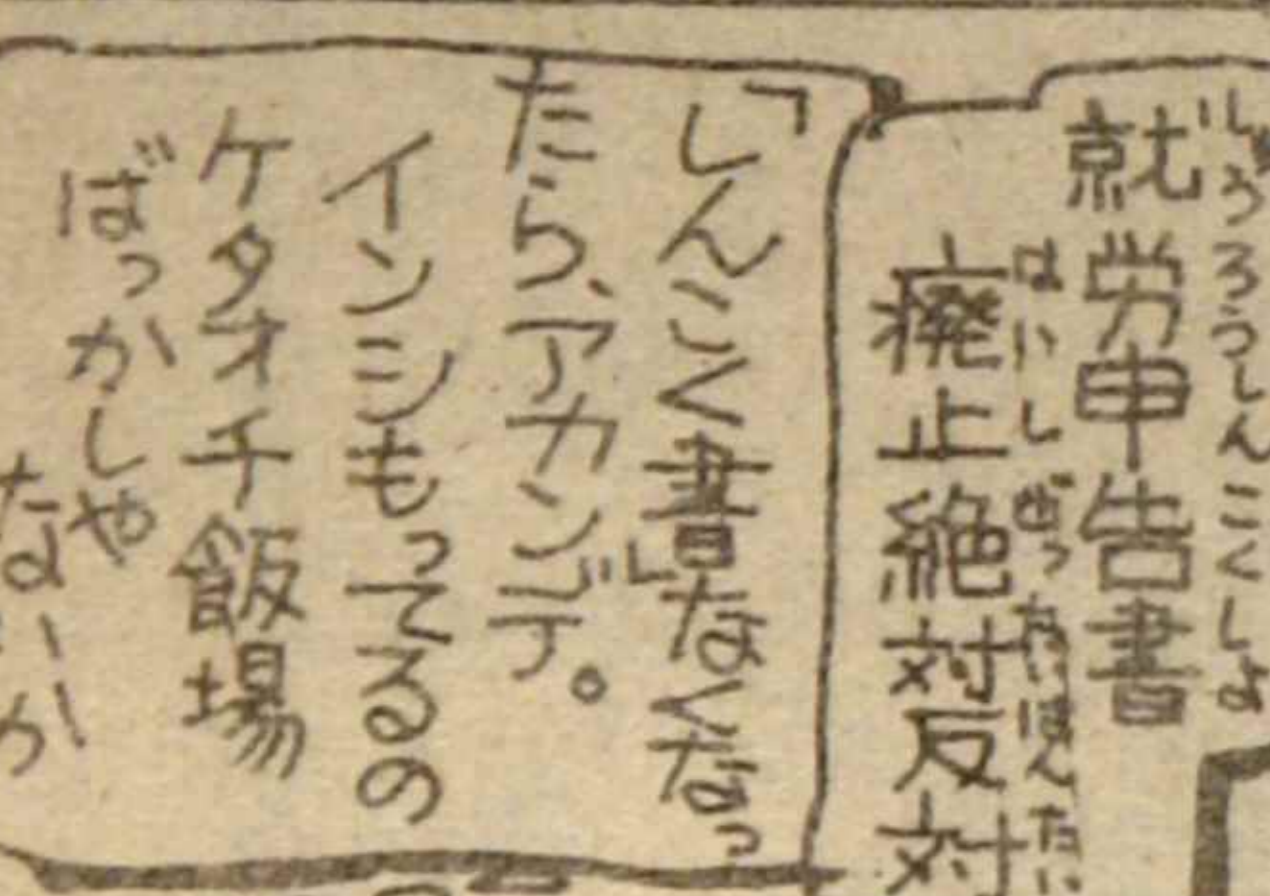 しゅうろうしんこくしょ
就労申告書
はいしぜったいはんたい
廃止絶対反対
「しんこく書」なくなっ
たら、アカンデ。
インシもってるの
ケタオチ飯場
ばっかしや
ないか